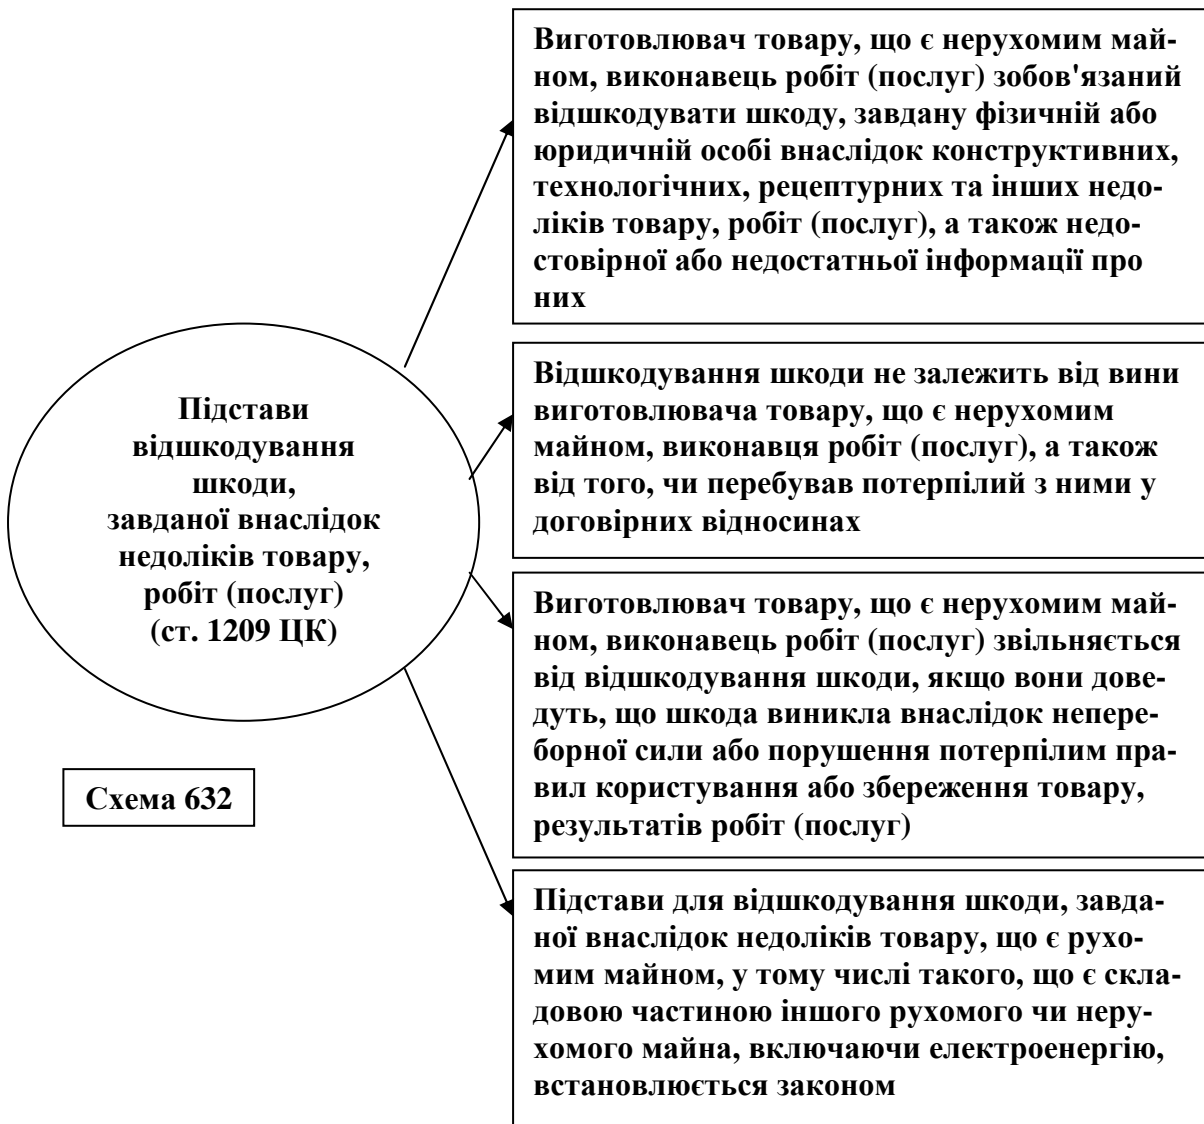 Виготовлювач товару, що є нерухомим май-
ном, виконавець робіт (послуг) зобов'язаний
відшкодувати шкоду, завдану фізичній або
юридичній особі внаслідок конструктивних,
технологічних, рецептурних та інших недо-
ліків товару, робіт (послуг), а також недо-
стовірної або недостатньої інформації про
них
Підстави
відшкодування
шкоди,
завданої внаслідок
недоліків товару,
робіт (послуг)
(ст. 1209 ЦК)
Відшкодування шкоди не залежить від вини
виготовлювача товару, що є нерухомим
майном, виконавця робіт (послуг), а також
від того, чи перебував потерпілий з ними у
договірних відносинах
Виготовлювач товару, що є нерухомим май-
ном, виконавець робіт (послуг) звільняється
від відшкодування шкоди, якщо вони дове-
дуть, що шкода виникла внаслідок непере-
борної сили або порушення потерпілим пра-
вил користування або збереження товару,
результатів робіт (послуг)
Схема 632
Підстави для відшкодування шкоди, завда-
ної внаслідок недоліків товару, що є рухо-
мим майном, у тому числі такого, що є скла-
довою частиною іншого рухомого чи неру-
хомого майна, включаючи електроенергію,
встановлюється законом